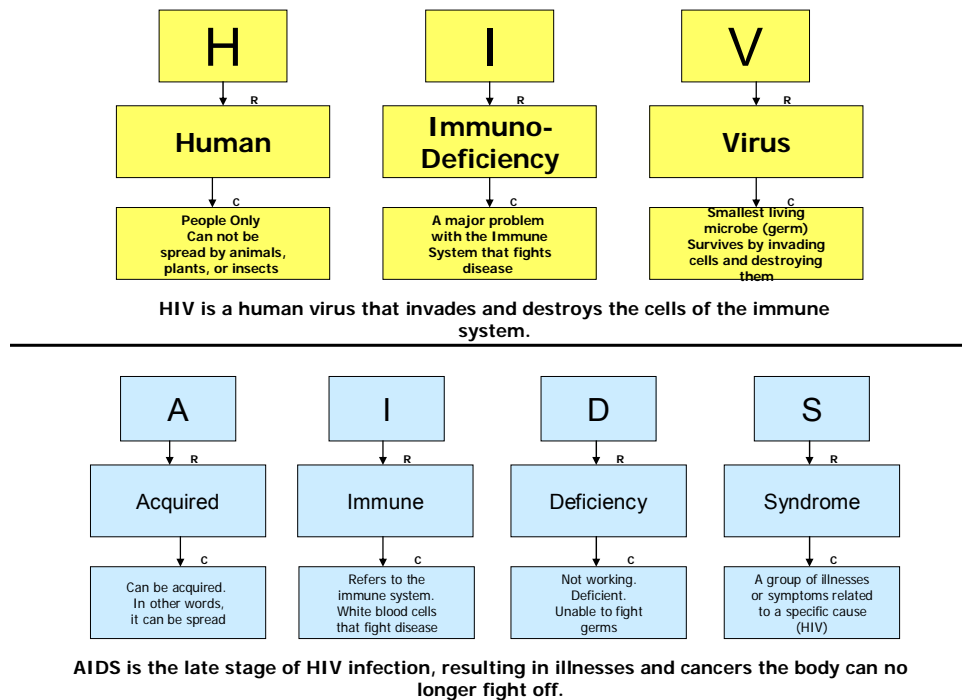 H
I
V
R
R
R
Human
Immuno-
Deficiency
Virus
C
C
C
People Only
Can not be
spread by animals,
plants, or insects
A major problem
with the Immune
System that fights
disease
Smallest living
microbe (germ)
Survives by invading
cells and destroying
them
HIV is a human virus that invades and destroys the cells of the immune
system.
A
I
D
S
R
R
R
R
Acquired
Immune
Deficiency
Syndrome
C
C
C
C
Can be acquired.
In other words,
it can be spread
Refers to the
immune system.
White blood cells
that fight disease
Not working.
Deficient.
Unable to fight
germs
A group of illnesses
or symptoms related
to a specific cause
(HIV)
AIDS is the late stage of HIV infection, resulting in illnesses and cancers the body can no
longer fight off.